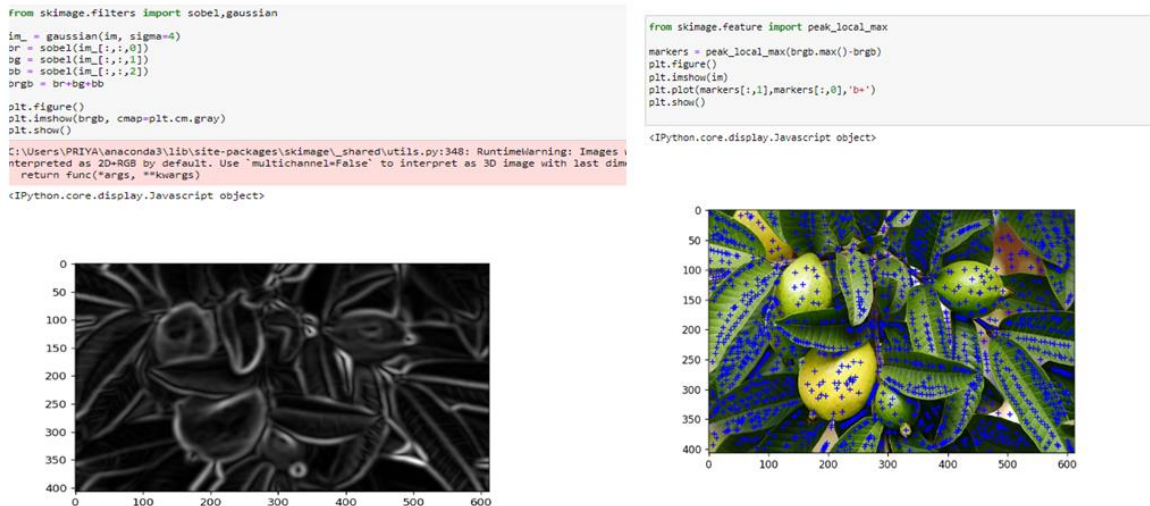 from skimage.filters import sobel,gaussian
im_ = gaussian(im, sigma=4)
br = sobel(im_[:,:,0])
bg = sobel(im_[:,:,1])
bb = sobel(im_[:,:,2])
brgb = br+bg+bb
plt.figure()
plt.imshow(brgb, cmap=plt.cm.gray)
plt.show()
C:\Users\PRIYA\anaconda3\lib\site-packages\skimage\_shared\utils.py:348: RuntimeWarning: Images
nterpreted as 2D+RGB by default. Use `multichannel=False` to interpret as 3D image with last
return func(*args, **kwargs)
<IPython.core.display.Javascript object>
0
50
100
150
200
250
300
350
400
0 100 200 300 400 500 600
from skimage.feature import peak_local_max
markers = peak_local_max(brgb.max()-brgb)
plt.figure()
plt.imshow(im)
plt.plot(markers[:,1],markers[:,0],'b+')
plt.show()
<IPython.core.display.Javascript object>
0
50
100
150
200
250
300
350
400
0 100 200 300 400 500 600